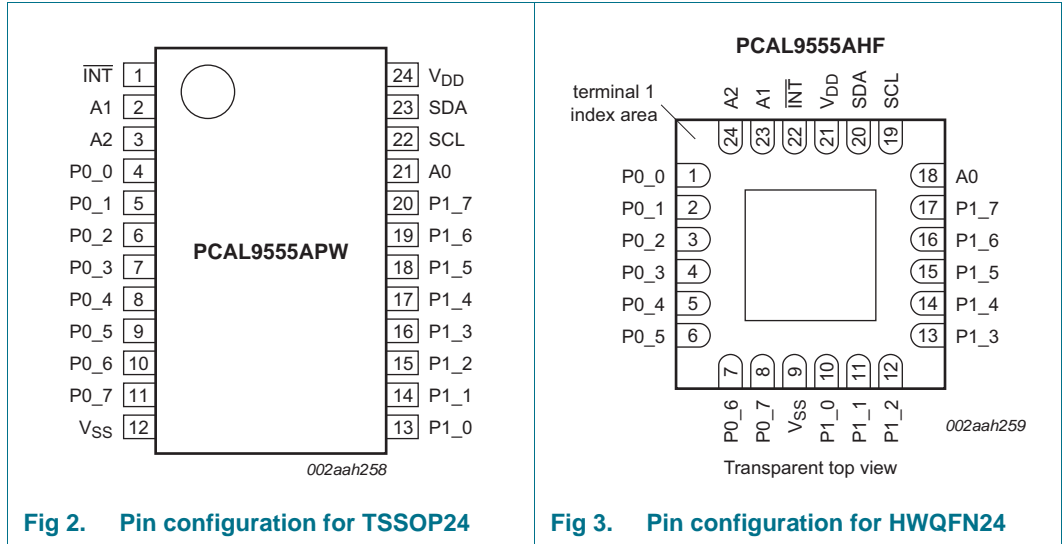 INT 1
A1 2
A2 3
P0_0 4
P0_1 5
P0_2 6
P0_3 7
P0_4 8
P0_5 9
P0_6 10
P0_7 11
VSS 12
PCAL9555APW
24 VDD
23 SDA
22 SCL
21 A0
20 P1_7
19 P1_6
18 P1_5
17 P1_4
16 P1_3
15 P1_2
14 P1_1
13 P1_0
002aah258
Fig 2. Pin configuration for TSSOP24
PCAL9555AHF
terminal 1
index area
24 A2
23 A1
22 INT
21 VDD
20 SDA
19 SCL
P0_0 1
P0_1 2
P0_2 3
P0_3 4
P0_4 5
P0_5 6
18 A0
17 P1_7
16 P1_6
15 P1_5
14 P1_4
13 P1_3
P0_6 7
P0_7 8
VSS 9
P1_0 10
P1_1 11
P1_2 12
002aah259
Transparent top view
Fig 3. Pin configuration for HWQFN24